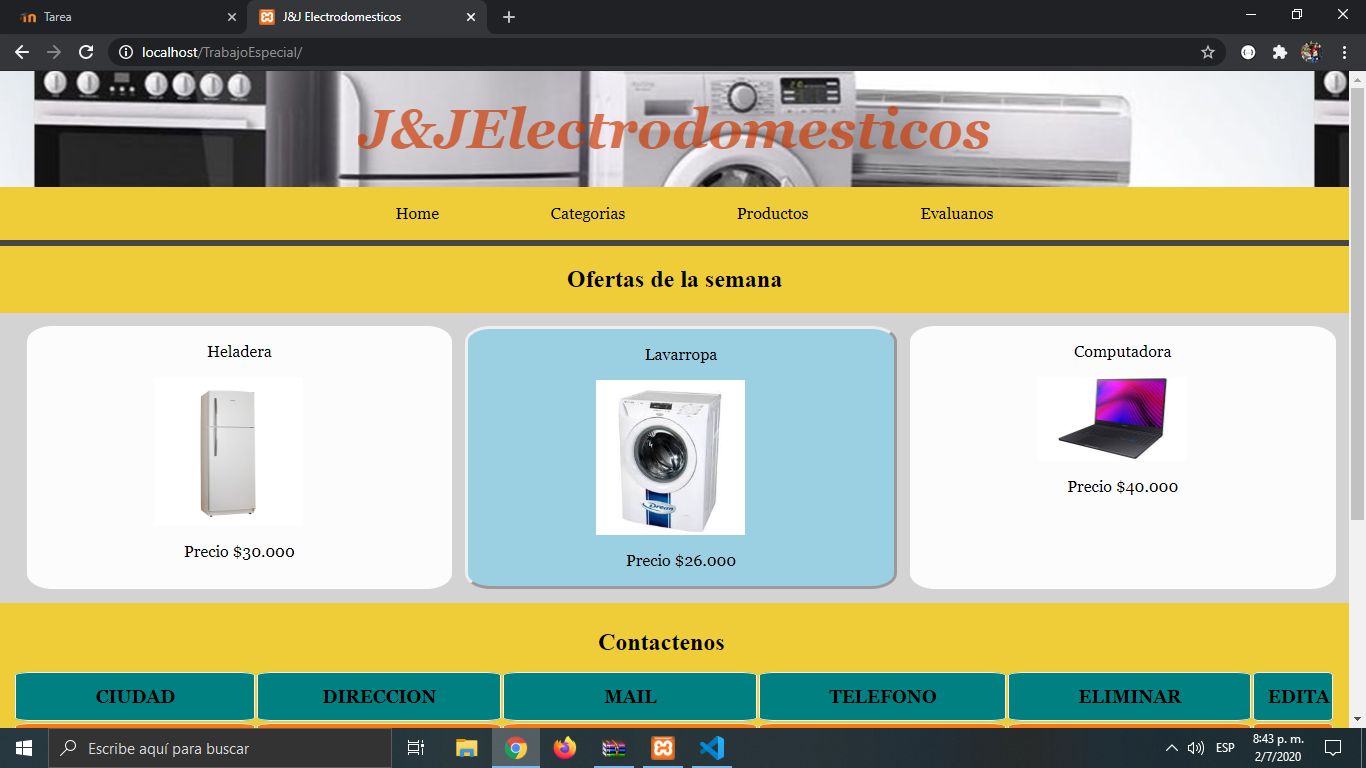 Tarea
J&J Electrodomesticos
localhost/TrabajoEspecial/
J&JElectrodomesticos
Home
Categorias
Productos
Evaluanos
Ofertas de la semana
Heladera
Lavarropa
Computadora
Drean
Precio $30.000
Precio $26.000
Precio $40.000
Contactenos
CIUDAD
DIRECCION
MAIL
TELEFONO
ELIMINAR
EDITA
Escribe aquí para buscar
ESP
8:43 p. m.
2/7/2020